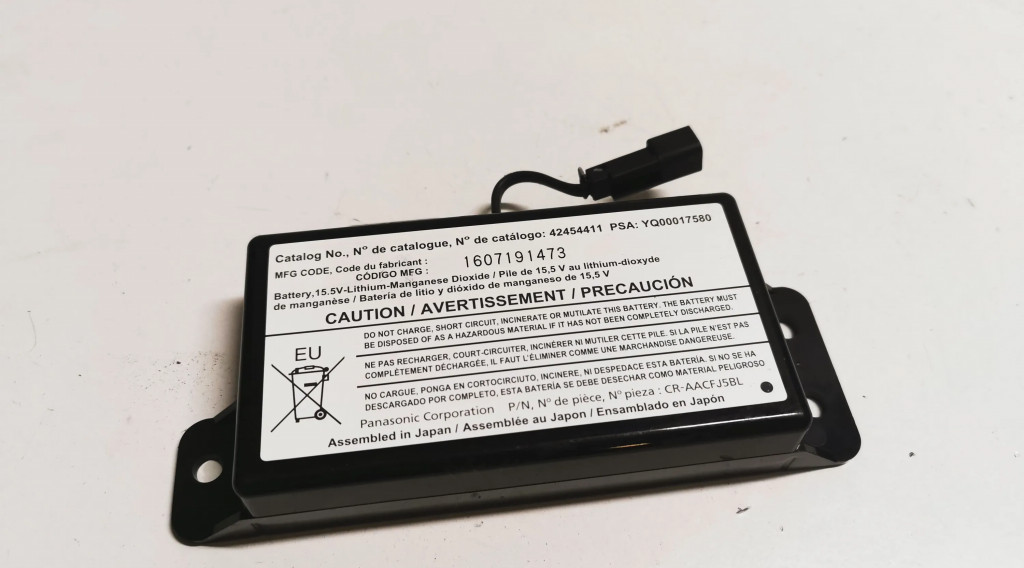 Catalog No., Nº de catalogue, Nº de catálogo: 42454411 PSA: YQ00017580
MFG CODE, Code du fabricant :
CÓDIGO MFG : 1607191473
Battery,15.5V-Lithium-Manganese Dioxide / Pile de 15,5 V au lithium-dioxyde
de manganèse / Batería de litio y dióxido de manganeso de 15,5 V
CAUTION / AVERTISSEMENT / PRECAUCIÓN
DO NOT CHARGE, SHORT CIRCUIT, INCINERATE OR MUTILATE THIS BATTERY. THE BATTERY MUST
BE DISPOSED OF AS A HAZARDOUS MATERIAL IF IT HAS NOT BEEN COMPLETELY DISCHARGED.
EU
NE PAS RECHARGER, COURT-CIRCUITER, INCINÉRER NI MUTILER CETTE PILE. SI LA PILE N'EST PAS
COMPLÈTEMENT DÉCHARGÉE, IL FAUT L'ÉLIMINER COMME UNE MARCHANDISE DANGEREUSE.
NO CARGUE, PONGA EN CORTOCIRCUITO, INCINERE, NI DESPEDACE ESTA BATERÍA. SI NO SE HA
DESCARGADO POR COMPLETO, ESTA BATERÍA SE DEBE DESECHAR COMO MATERIAL PELIGROSO
Panasonic Corporation P/N, Nº de pièce, Nº pieza : CR-AACFJ5BL
Assembled in Japan / Assemblée au Japon / Ensamblado en Japón